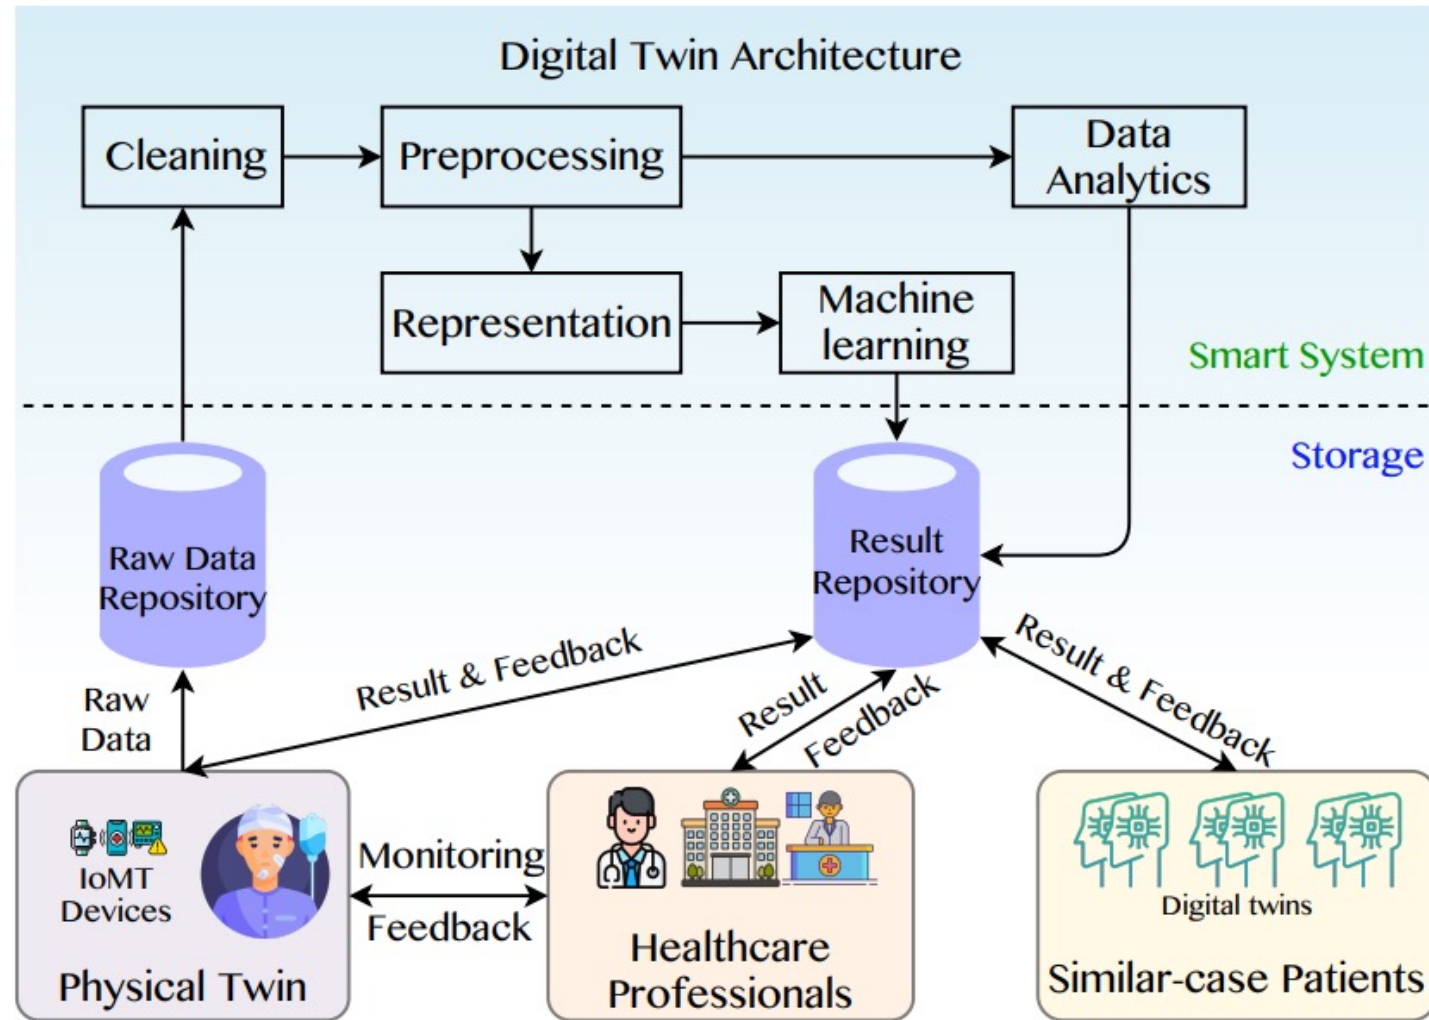 Digital Twin Architecture
Cleaning
Preprocessing
Data
Analytics
Representation
Machine
learning
Smart System
Storage
Raw Data
Repository
Result
Repository
Raw
Data
Result & Feedback
Result
Feedback
Result & Feedback
IoMT
Devices
Physical Twin
Monitoring
Feedback
Healthcare
Professionals
Digital twins
Similar-case Patients